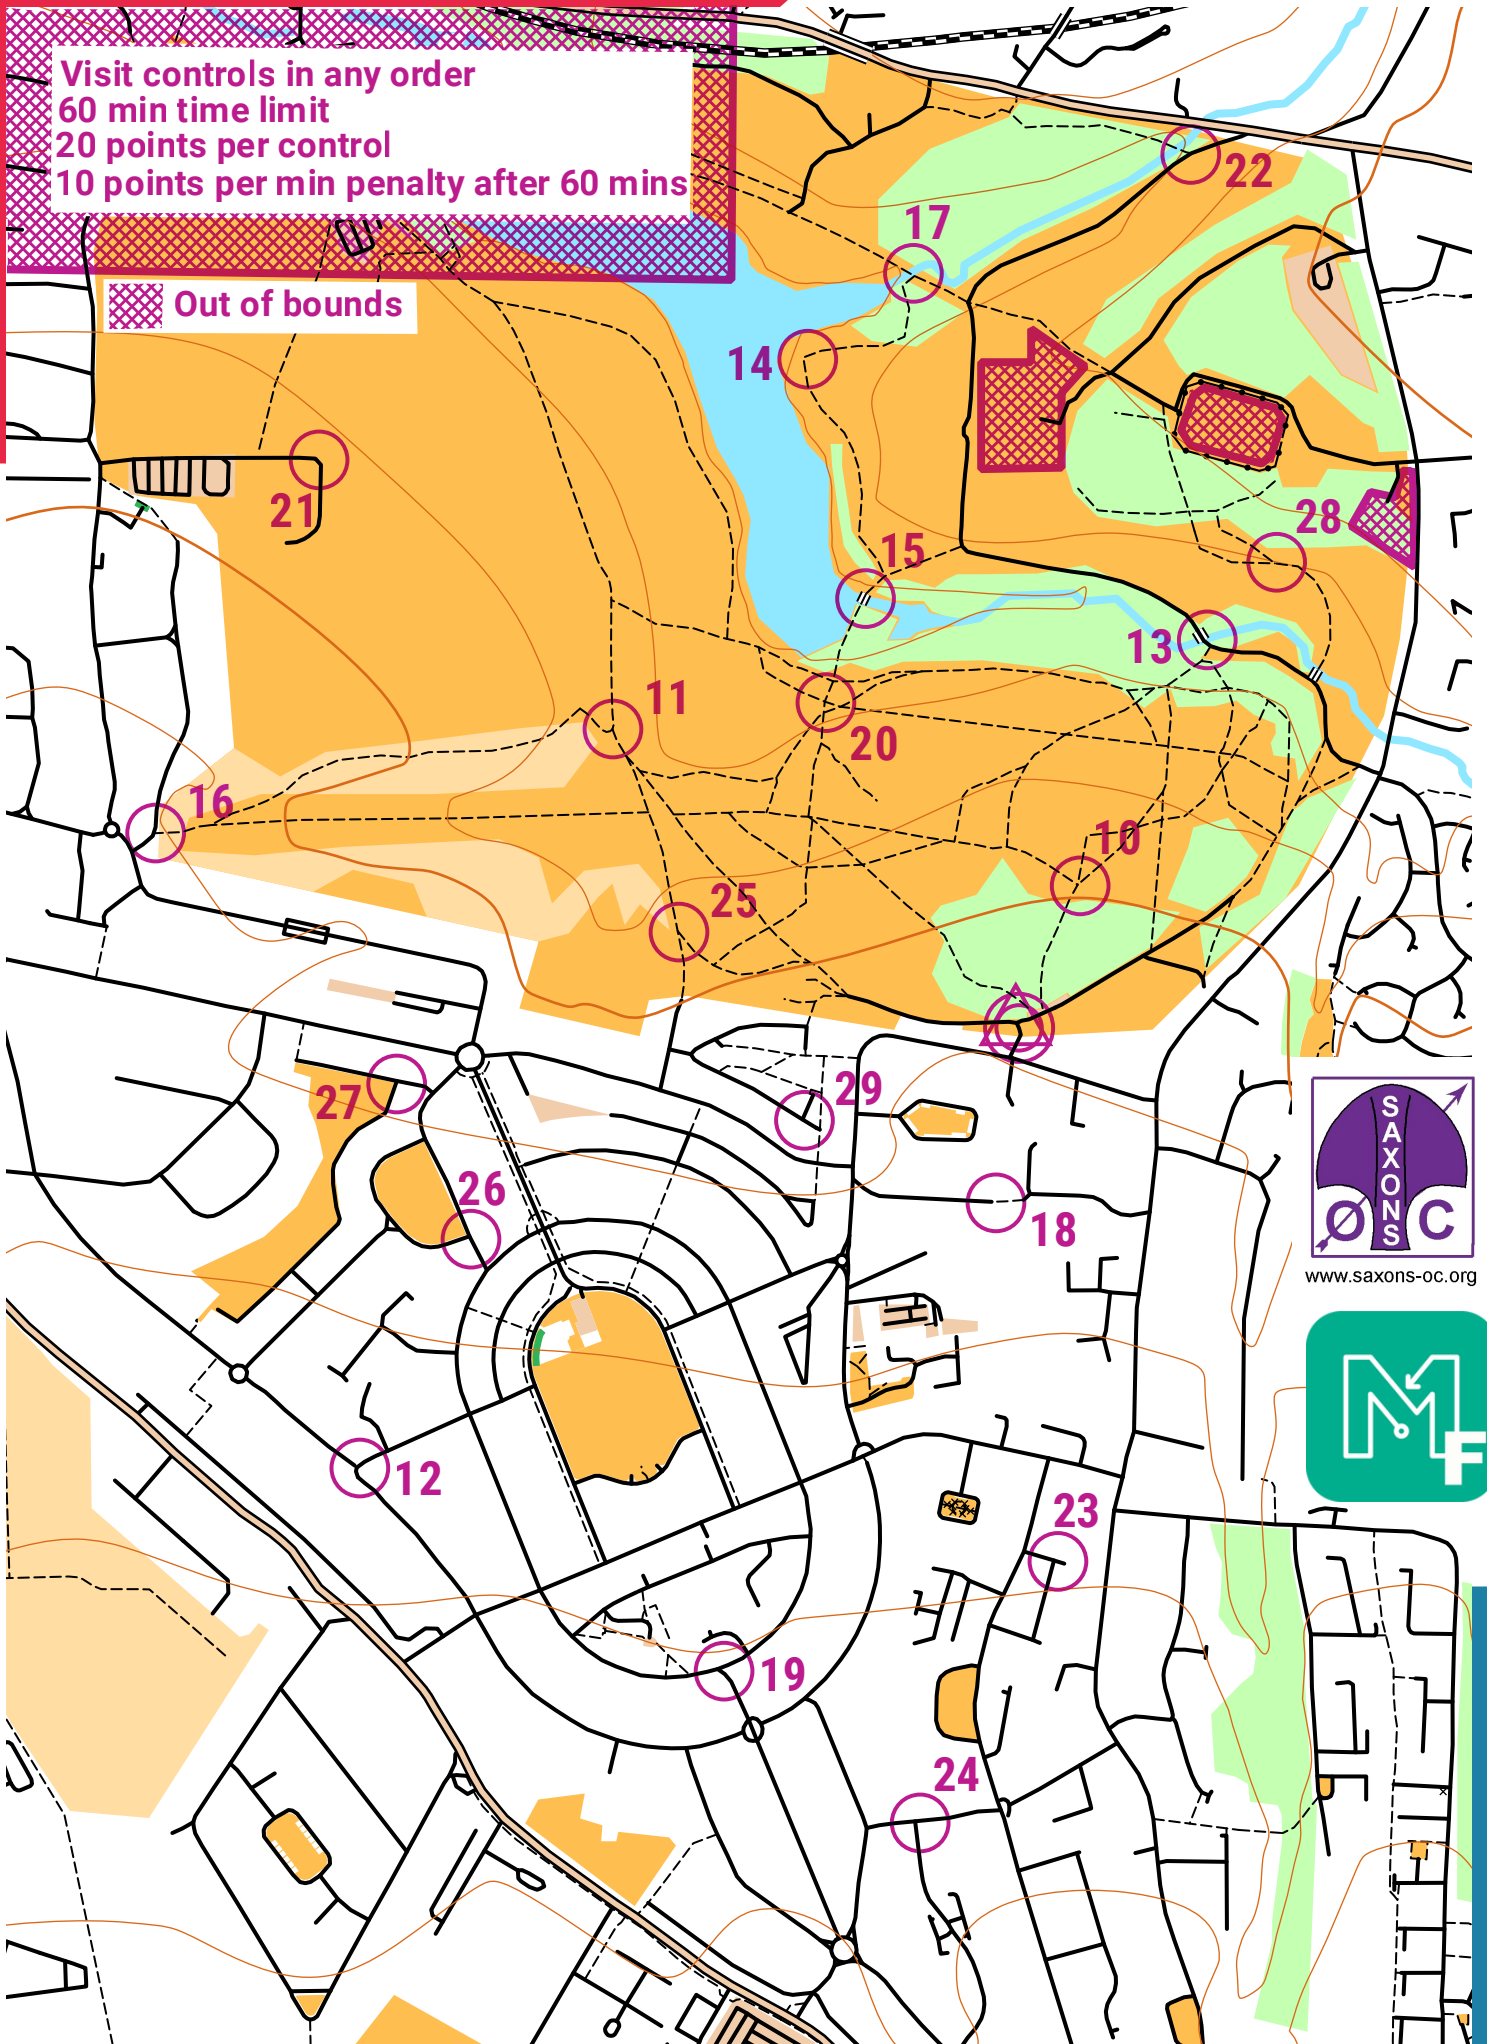 Visit controls in any order
60 min time limit
20 points per control
10 points per min penalty after 60 mins
22
17
Out of bounds
14
21
28
15
13
11
20
16
10
25
29
27
26
18
SAXONS
OC
www.saxons-oc.org
12
MF
23
19
24